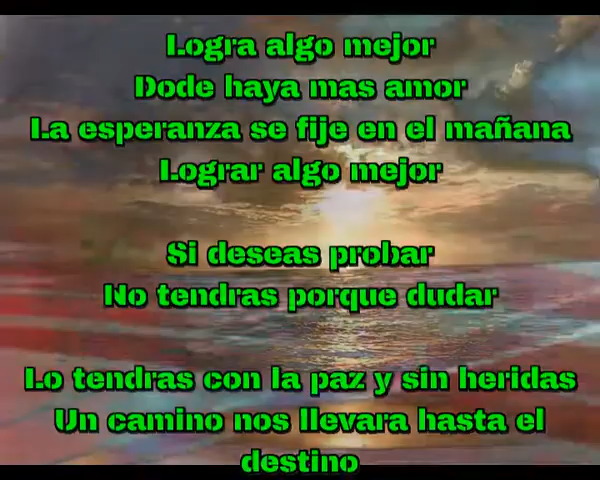 Logra algo mejor
Dode haya mas amor
La esperanza se fije en el mañana
Lograr algo mejor
Si deseas probar
No tendras porque dudar
Lo tendras con la paz y sin heridas
Un camino nos llevara hasta el
destino